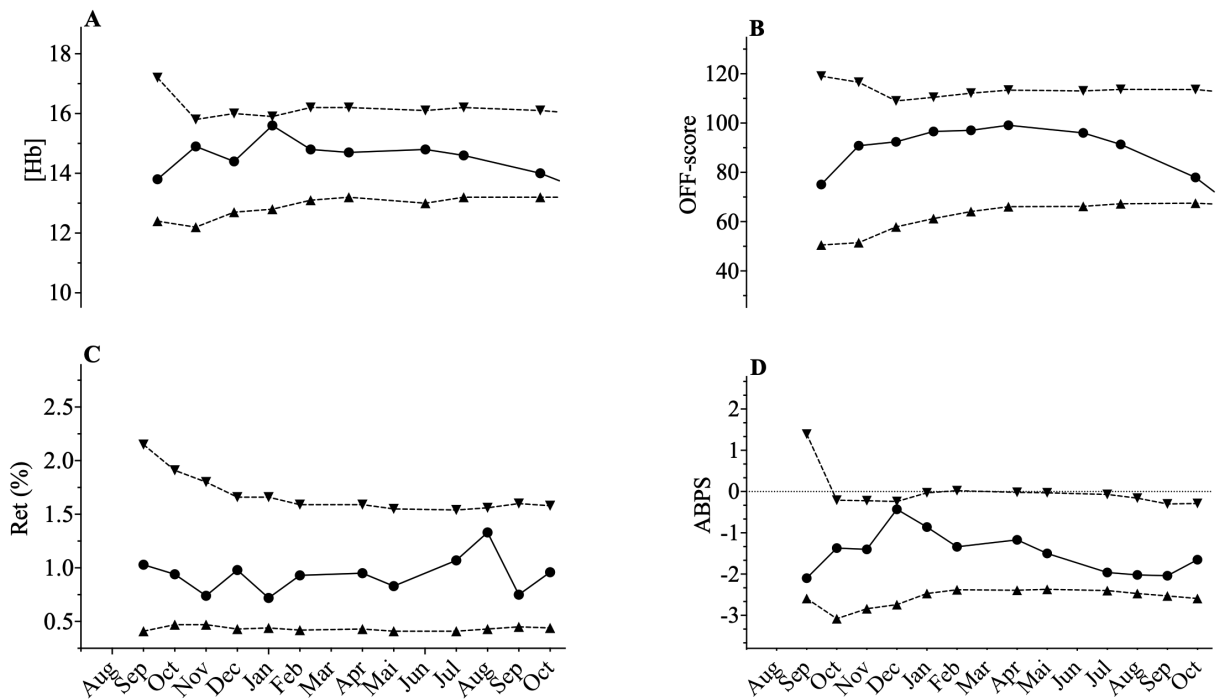 A
18
16
14
12
10
[Hb]
B
120
100
80
60
40
OFF-score
C
2.5
2.0
1.5
1.0
0.5
Ret (%)
Aug
Sep
Oct
Nov
Dec
Jan
Feb
Mar
Apr
Mai
Jun
Jul
Aug
Sep
Oct
D
2
1
0
-1
-2
-3
ABPS
Aug
Sep
Oct
Nov
Dec
Jan
Feb
Mar
Apr
Mai
Jun
Jul
Aug
Sep
Oct